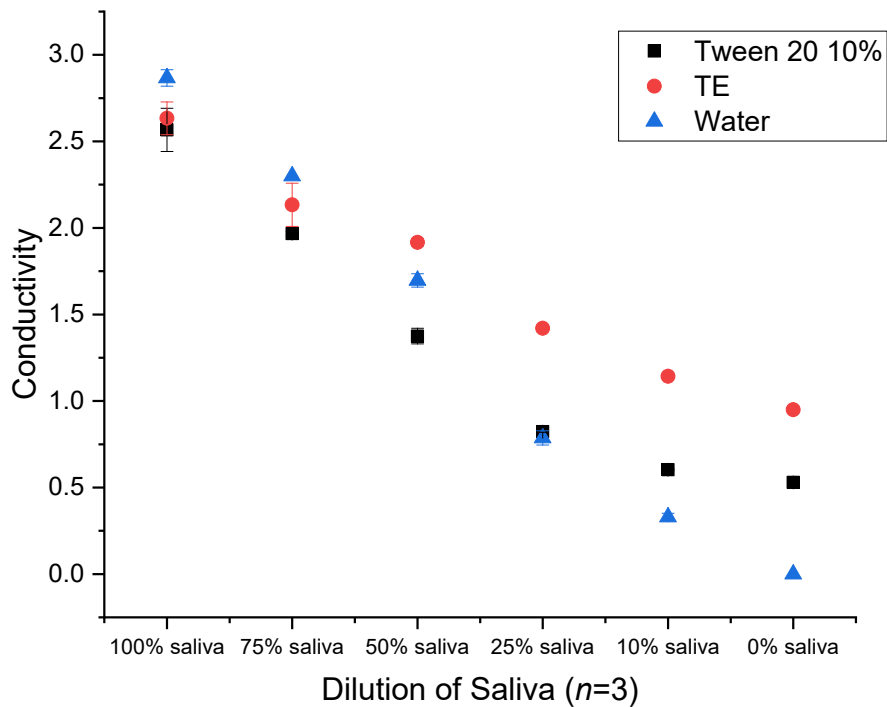 Tween 20 10%
TE
Water
Conductivity
3.0
2.5
2.0
1.5
1.0
0.5
0.0
100% saliva 75% saliva 50% saliva 25% saliva 10% saliva 0% saliva
Dilution of Saliva (n=3)